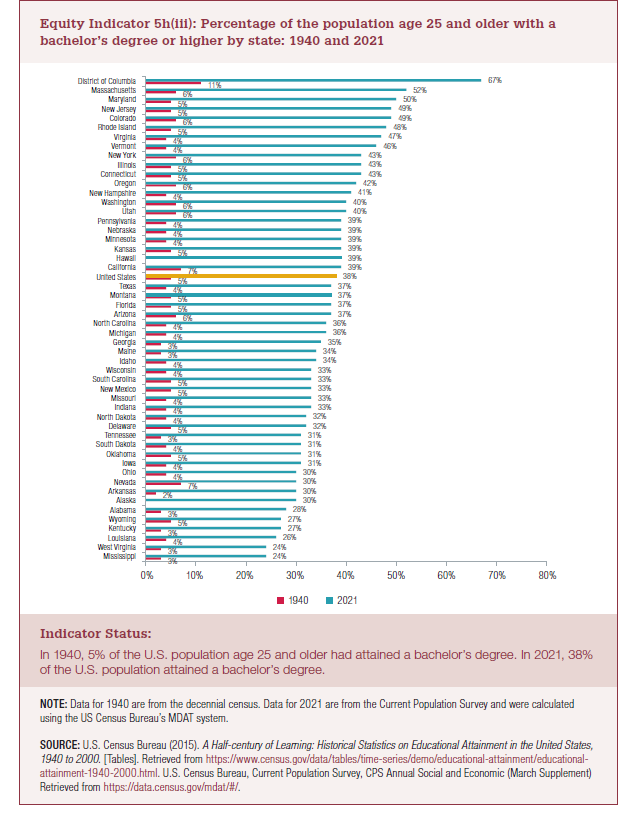 Equity Indicator 5h(iii): Percentage of the population age 25 and older with a
bachelor's degree or higher by state: 1940 and 2021
District of Columbia 67%
11%
Massachusetts 52%
6%
Maryland 50%
5%
New Jersey 49%
5%
Colorado 49%
6%
Rhode Island 48%
5%
Virginia 47%
4%
Vermont 46%
4%
New York 43%
6%
Illinois 43%
5%
Connecticut 43%
5%
Oregon 42%
6%
New Hampshire 41%
4%
Washington 40%
6%
Utah 40%
6%
Pennsylvania 39%
4%
Nebraska 39%
4%
Minnesota 39%
4%
Kansas 39%
5%
Hawaii 39%
California 39%
7%
United States 38%
5%
Texas 37%
4%
Montana 37%
5%
Florida 37%
5%
Arizona 37%
6%
North Carolina 36%
4%
Michigan 36%
4%
Georgia 35%
3%
Maine 34%
3%
Idaho 34%
4%
Wisconsin 33%
4%
South Carolina 33%
5%
New Mexico 33%
5%
Missouri 33%
4%
Indiana 33%
4%
North Dakota 32%
4%
Delaware 32%
5%
Tennessee 31%
3%
South Dakota 31%
4%
Oklahoma 31%
5%
Iowa 31%
4%
Ohio 30%
4%
Nevada 30%
7%
Arkansas 30%
2%
Alaska 30%
Alabama 28%
3%
Wyoming 27%
5%
Kentucky 27%
3%
Louisiana 26%
4%
West Virginia 24%
3%
Mississippi 24%
3%
0% 10% 20% 30% 40% 50% 60% 70% 80%
1940 2021
Indicator Status:
In 1940, 5% of the U.S. population age 25 and older had attained a bachelor's degree. In 2021, 38%
of the U.S. population attained a bachelor's degree.
NOTE: Data for 1940 are from the decennial census. Data for 2021 are from the Current Population Survey and were calculated
using the US Census Bureau's MDAT system.
SOURCE: U.S. Census Bureau (2015). A Half-century of Learning: Historical Statistics on Educational Attainment in the United States,
1940 to 2000. [Tables]. Retrieved from https://www.census.gov/data/tables/time-series/demo/educational-attainment/educational-
attainment-1940-2000.html. U.S. Census Bureau, Current Population Survey, CPS Annual Social and Economic (March Supplement)
Retrieved from https://data.census.gov/mdat/#/.